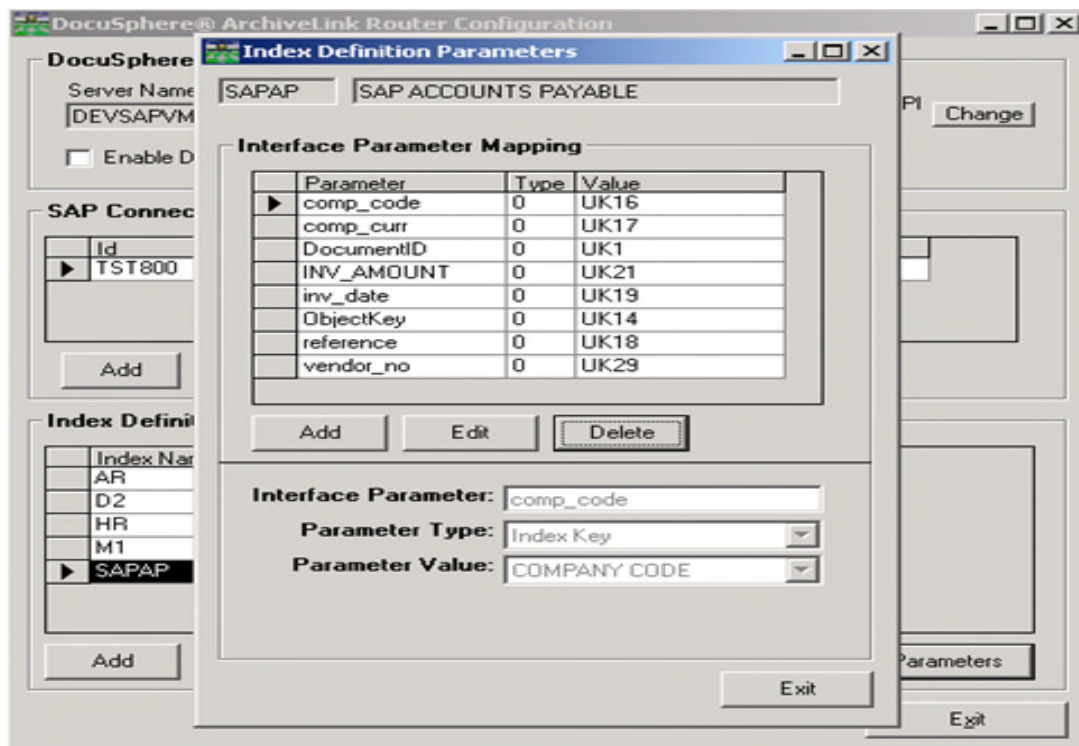 DocuSphere® ArchiveLink Router Configuration
Index Definition Parameters
DocuSphere
Server Name
DEVSAPVM
Enable D
PI
Change
SAPAP
SAP ACCOUNTS PAYABLE
Interface Parameter Mapping
Parameter Type Value
comp_code 0 UK16
comp_curr 0 UK17
DocumentID 0 UK1
INV_AMOUNT 0 UK21
inv_date 0 UK19
ObjectKey 0 UK14
reference 0 UK18
vendor_no 0 UK29
Add Edit Delete
Interface Parameter: comp_code
Parameter Type: Index Key
Parameter Value: COMPANY CODE
Exit
SAP Connec
Id
TST800
Add
Index Definit
Index Nar
AR
D2
HR
M1
SAPAP
Add
Parameters
Exit